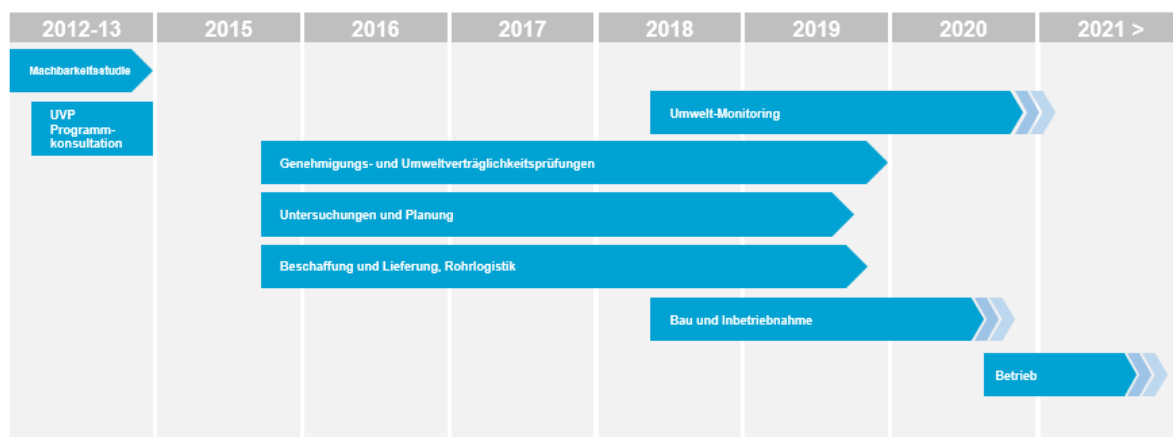 2012-13 2015 2016 2017 2018 2019 2020 2021 >
Machbarkeitsstudie
UVP
Programm-
konsultation
Umwelt-Monitoring
Genehmigungs- und Umweltverträglichkeitsprüfungen
Untersuchungen und Planung
Beschaffung und Lieferung, Rohrlogistik
Bau und Inbetriebnahme
Betrieb